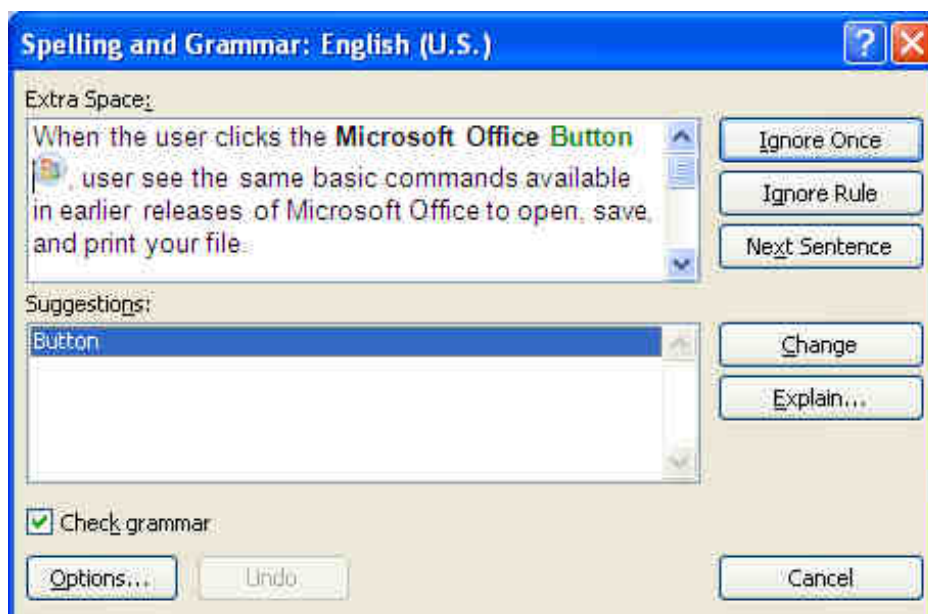 Spelling and Grammar: English (U.S.)
Extra Space:
When the user clicks the Microsoft Office Button
, user see the same basic commands available
in earlier releases of Microsoft Office to open, save,
and print your file.
Ignore Once
Ignore Rule
Next Sentence
Suggestions:
Button
Change
Explain...
Check grammar
Options...
Undo
Cancel